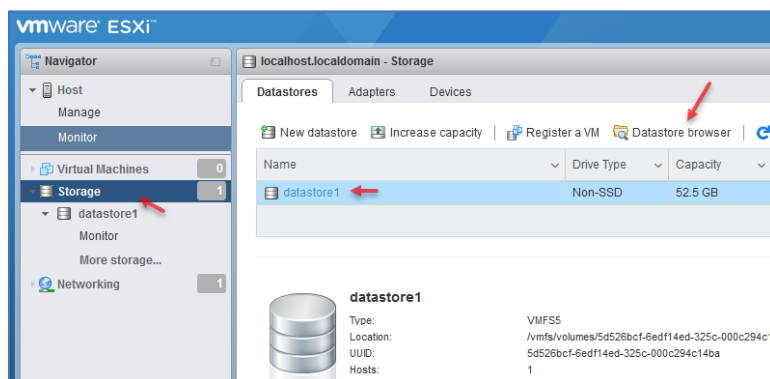 vmware ESXi™
Navigator
localhost.localdomain - Storage
Host
Manage
Monitor
Virtual Machines 0
Storage 1
datastore1
Monitor
More storage...
Networking 1
Datastores Adapters Devices
New datastore Increase capacity Register a VM Datastore browser
Name Drive Type Capacity
datastore1 Non-SSD 52.5 GB
datastore1
Type: VMFS5
Location: /vmfs/volumes/5d526bcf-6edf14ed-325c-000c294c1
UUID: 5d526bcf-6edf14ed-325c-000c294c14ba
Hosts: 1